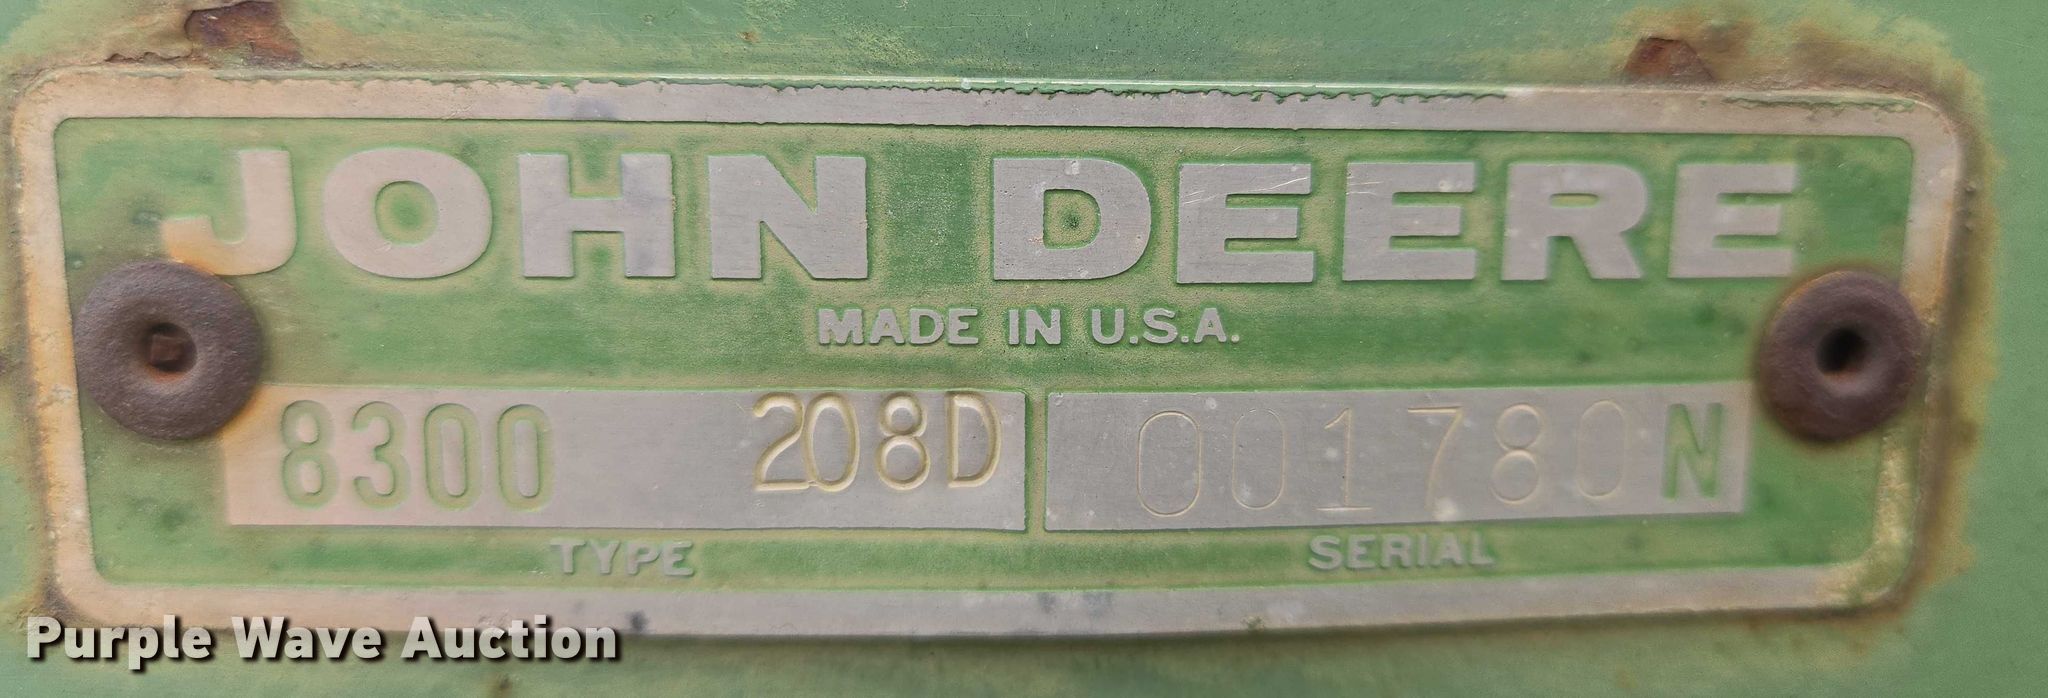 JOHN DEERE
MADE IN U.S.A.
8300 208D 001780N
TYPE SERIAL
Purple Wave Auction